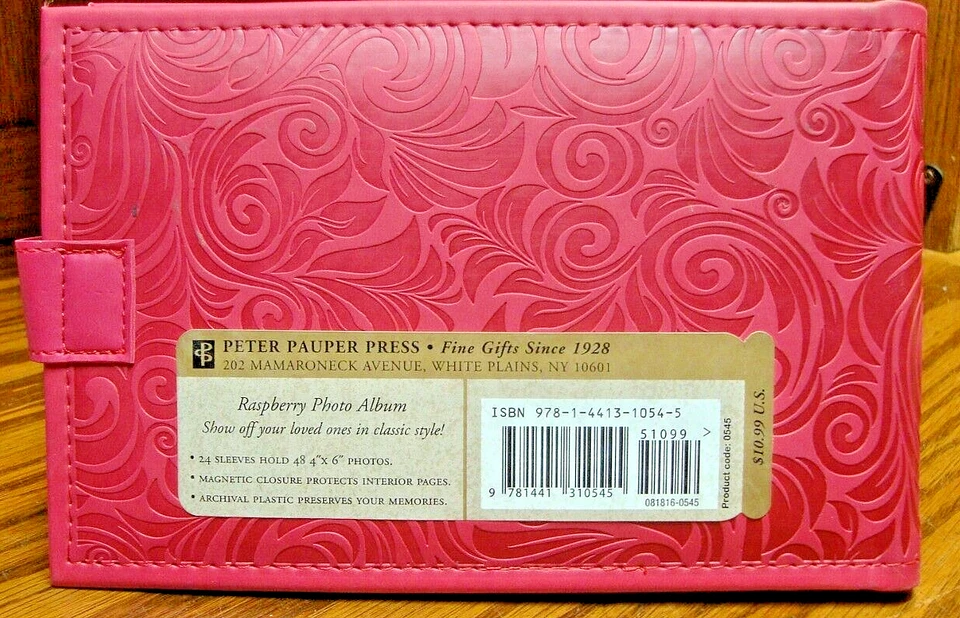 PETER PAUPER PRESS • Fine Gifts Since 1928
202 MAMARONECK AVENUE, WHITE PLAINS, NY 10601
Raspberry Photo Album
Show off your loved ones in classic style!
• 24 SLEEVES HOLD 48 4"X 6" PHOTOS.
• MAGNETIC CLOSURE PROTECTS INTERIOR PAGES.
• ARCHIVAL PLASTIC PRESERVES YOUR MEMORIES.
ISBN 978-1-4413-1054-5
51099 >
9 781441 310545
081816-0545
Product code: 0545
$10.99 U.S.